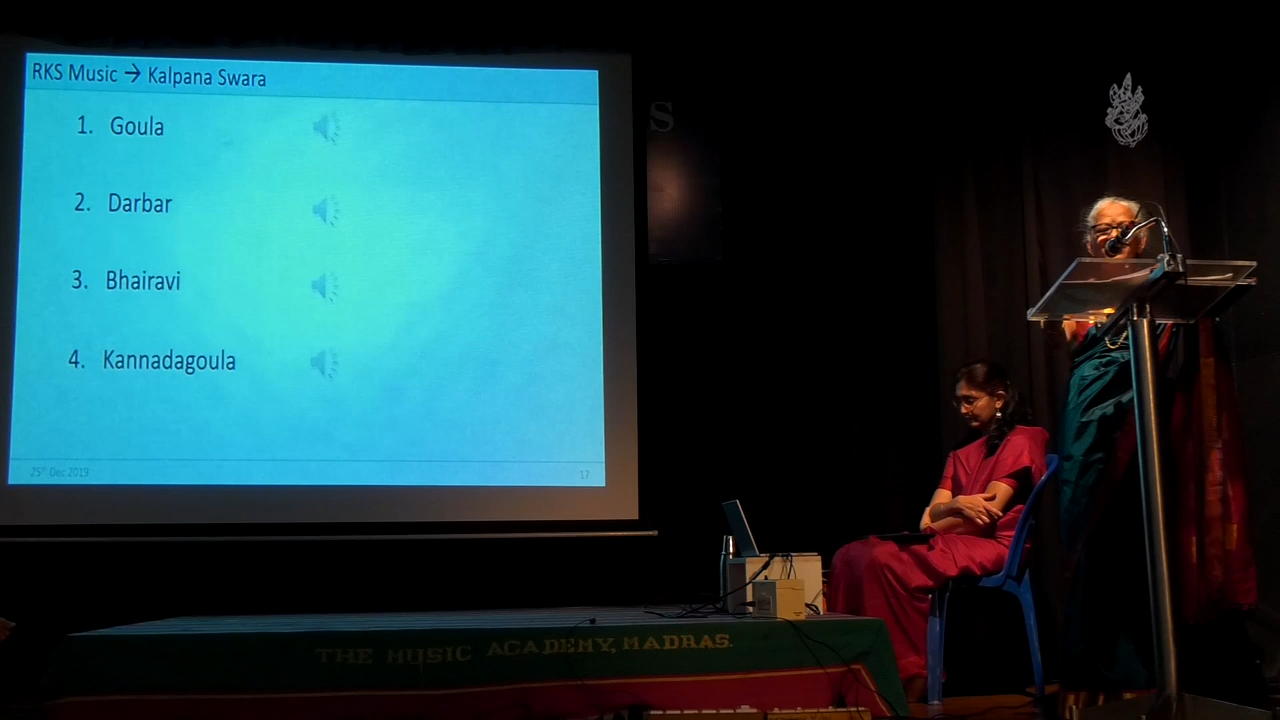 RKS Music → Kalpana Swara
1. Goula
2. Darbar
3. Bhairavi
4. Kannadagoula
25th Dec 2019
17
S
THE MUSIC ACADEMY, MADRAS.